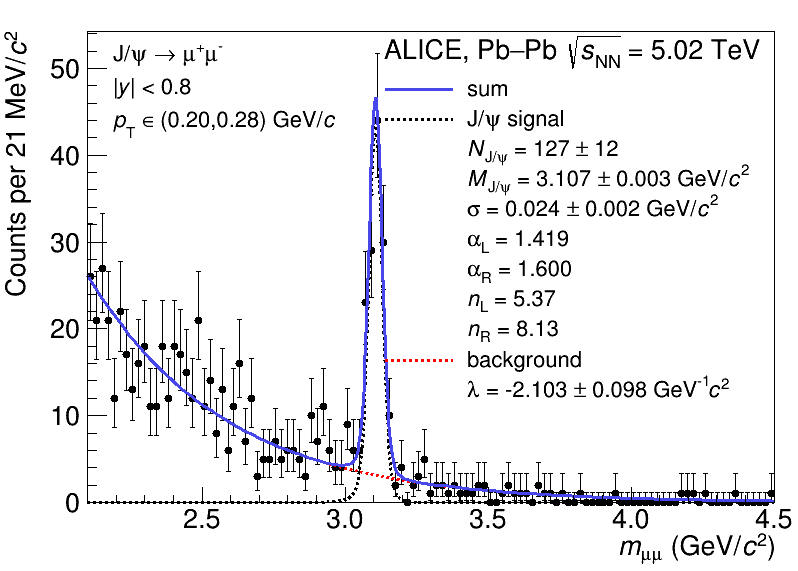 Counts per 21 MeV/c²
50
40
30
20
10
0
J/ψ → μ⁺μ⁻
|y| < 0.8
p_T ∈ (0.20,0.28) GeV/c
ALICE, Pb–Pb √s_NN = 5.02 TeV
sum
J/ψ signal
N_J/ψ = 127 ± 12
M_J/ψ = 3.107 ± 0.003 GeV/c²
σ = 0.024 ± 0.002 GeV/c²
α_L = 1.419
α_R = 1.600
n_L = 5.37
n_R = 8.13
background
λ = -2.103 ± 0.098 GeV⁻¹c²
2.5 3.0 3.5 4.0 4.5
m_μμ (GeV/c²)